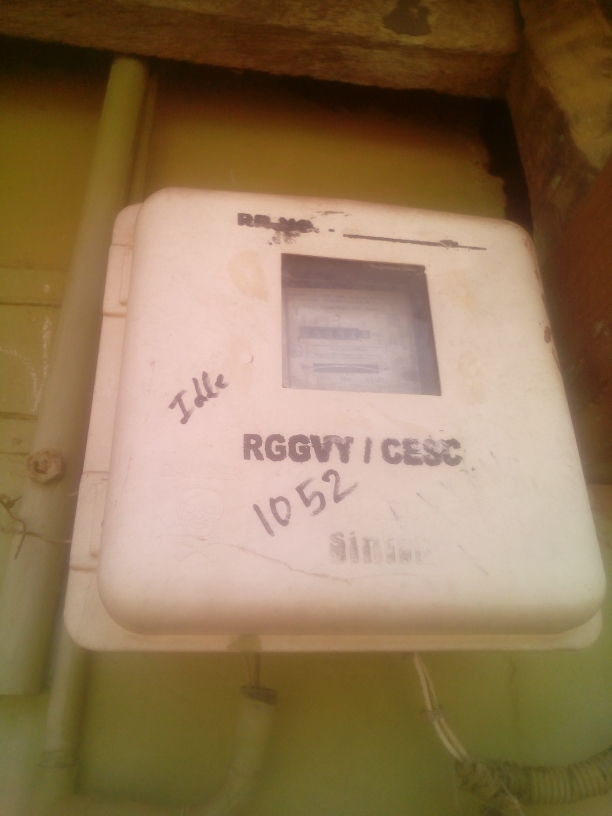 RR.NO.
Idle
RGGVY / CESC
1052